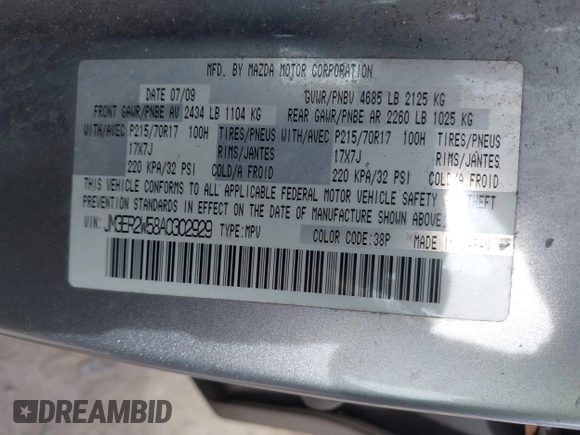 MFD. BY MAZDA MOTOR CORPORATION
DATE 07/09 GVWR/PNBV 4685 LB 2125 KG
FRONT GAWR/PNBE AV 2434 LB 1104 KG REAR GAWR/PNBE AR 2260 LB 1025 KG
WITH/AVEC P215/70R17 100H TIRES/PNEUS WITH/AVEC P215/70R17 100H TIRES/PNEUS
17X7J RIMS/JANTES 17X7J RIMS/JANTES
220 KPA/32 PSI COLD/A FROID 220 KPA/32 PSI COLD/A FROID
THIS VEHICLE CONFORMS TO ALL APPLICABLE FEDERAL MOTOR VEHICLE SAFETY THEFT
PREVENTION STANDARDS IN EFFECT ON THE DATE OF MANUFACTURE SHOWN ABOVE.
VIN: JM3ER2W58A0302929 TYPE:MPV COLOR CODE:38P MADE
DREAMBID